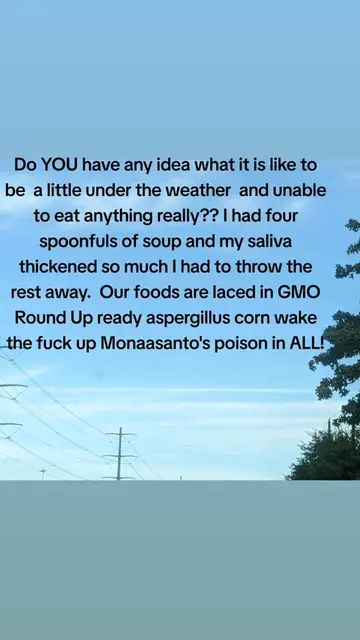 Do YOU have any idea what it is like to
be a little under the weather and unable
to eat anything really?? I had four
spoonfuls of soup and my saliva
thickened so much I had to throw the
rest away. Our foods are laced in GMO
Round Up ready aspergillus corn wake
the fuck up Monaasanto's poison in ALL!